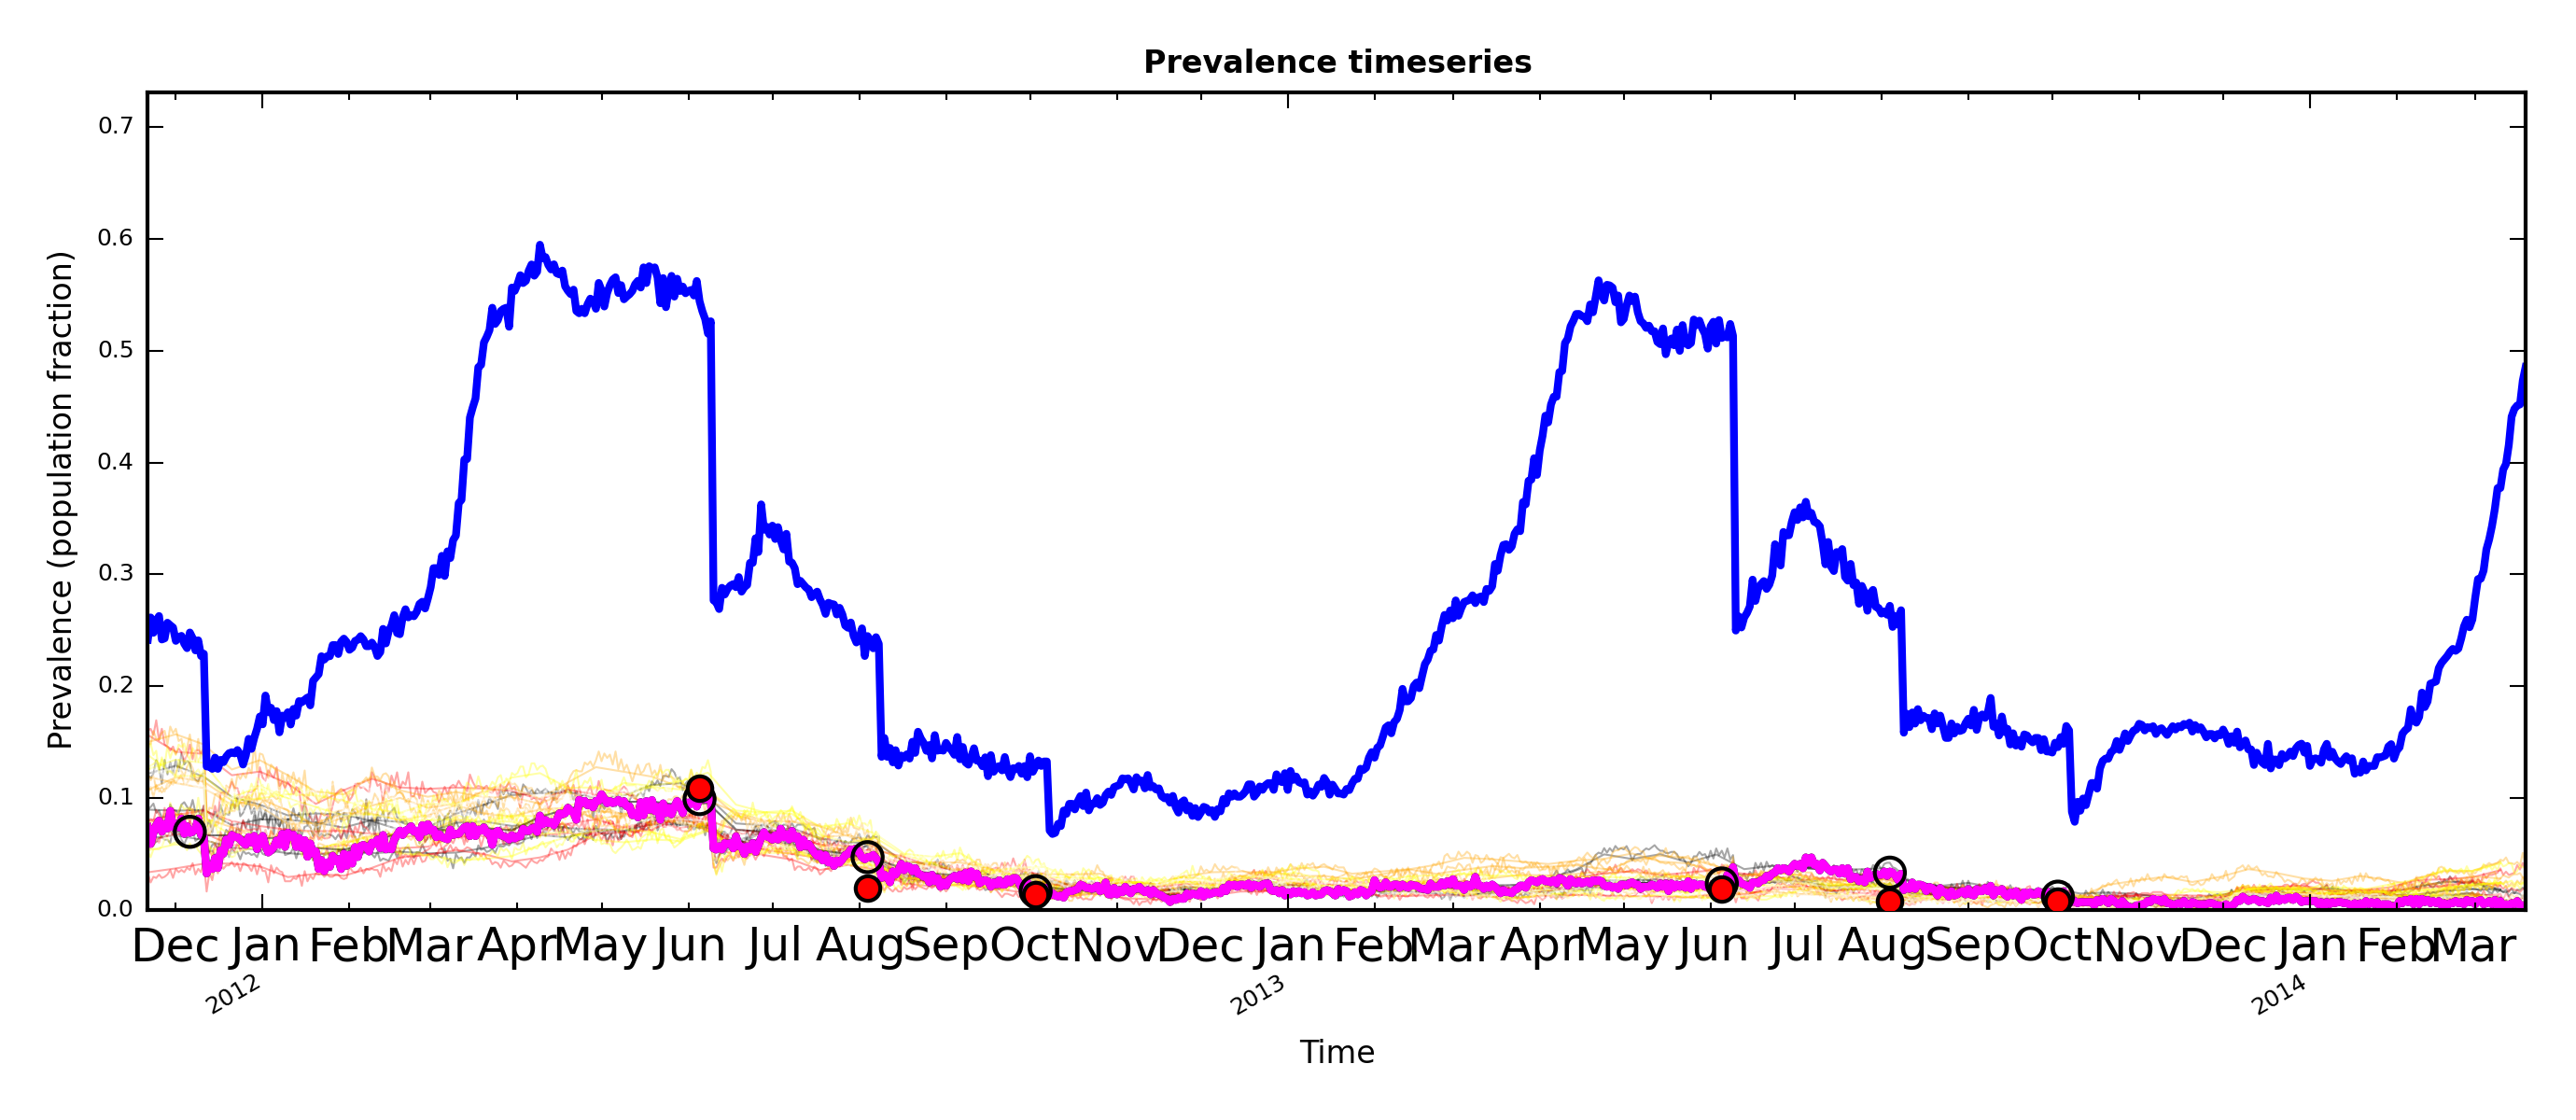 Prevalence timeseries
Prevalence (population fraction)
0.7
0.6
0.5
0.4
0.3
0.2
0.1
0.0
Dec Jan Feb Mar Apr May Jun Jul Aug Sep Oct Nov Dec Jan Feb Mar Apr May Jun Jul Aug Sep Oct Nov Dec Jan Feb Mar
2012 2013 2014
Time